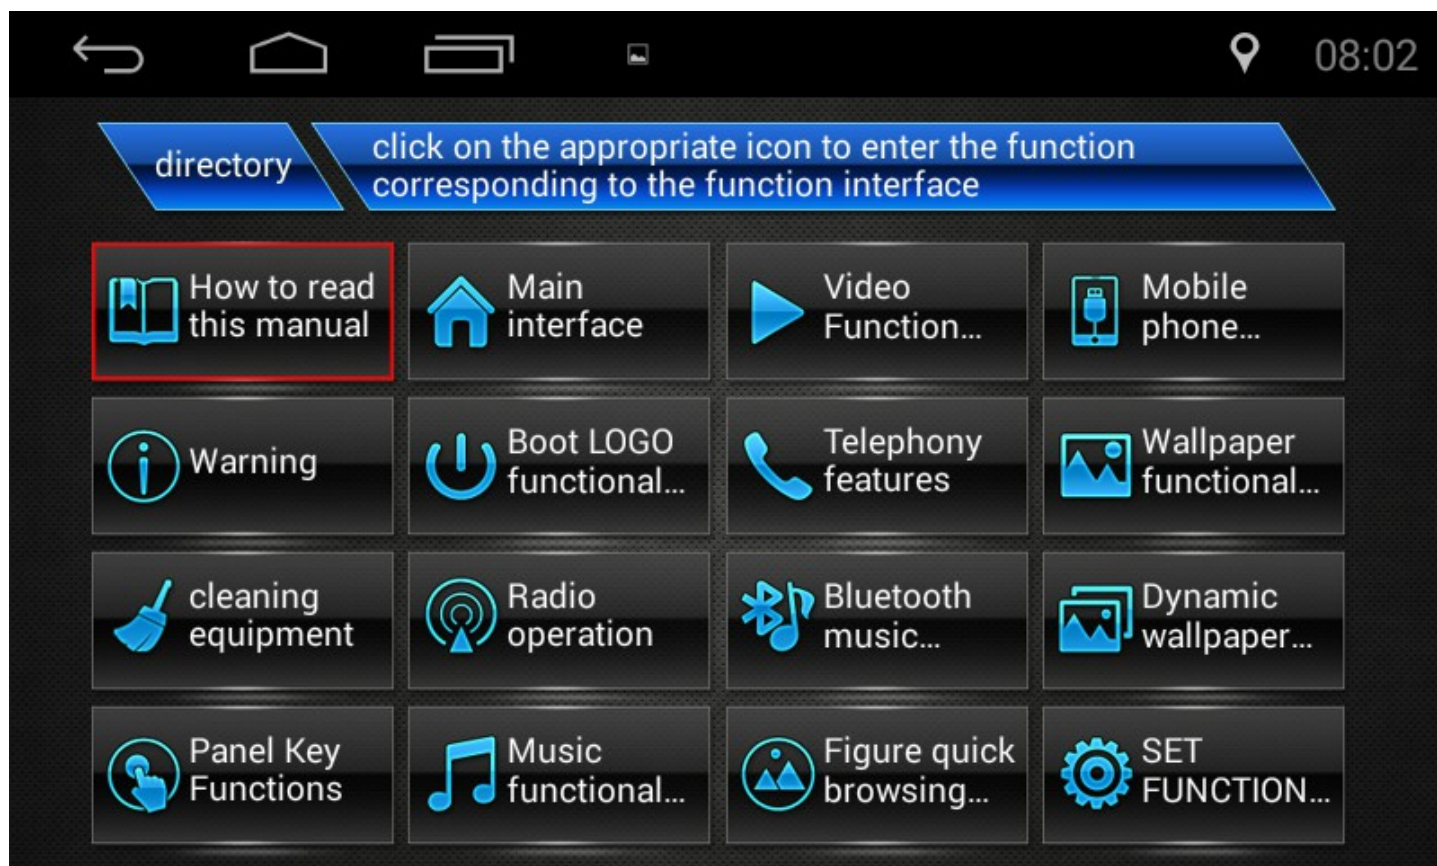 08:02
directory
click on the appropriate icon to enter the function
corresponding to the function interface
How to read
this manual
Main
interface
Video
Function...
Mobile
phone...
Warning
Boot LOGO
functional...
Telephony
features
Wallpaper
functional...
cleaning
equipment
Radio
operation
Bluetooth
music...
Dynamic
wallpaper...
Panel Key
Functions
Music
functional...
Figure quick
browsing...
SET
FUNCTION...